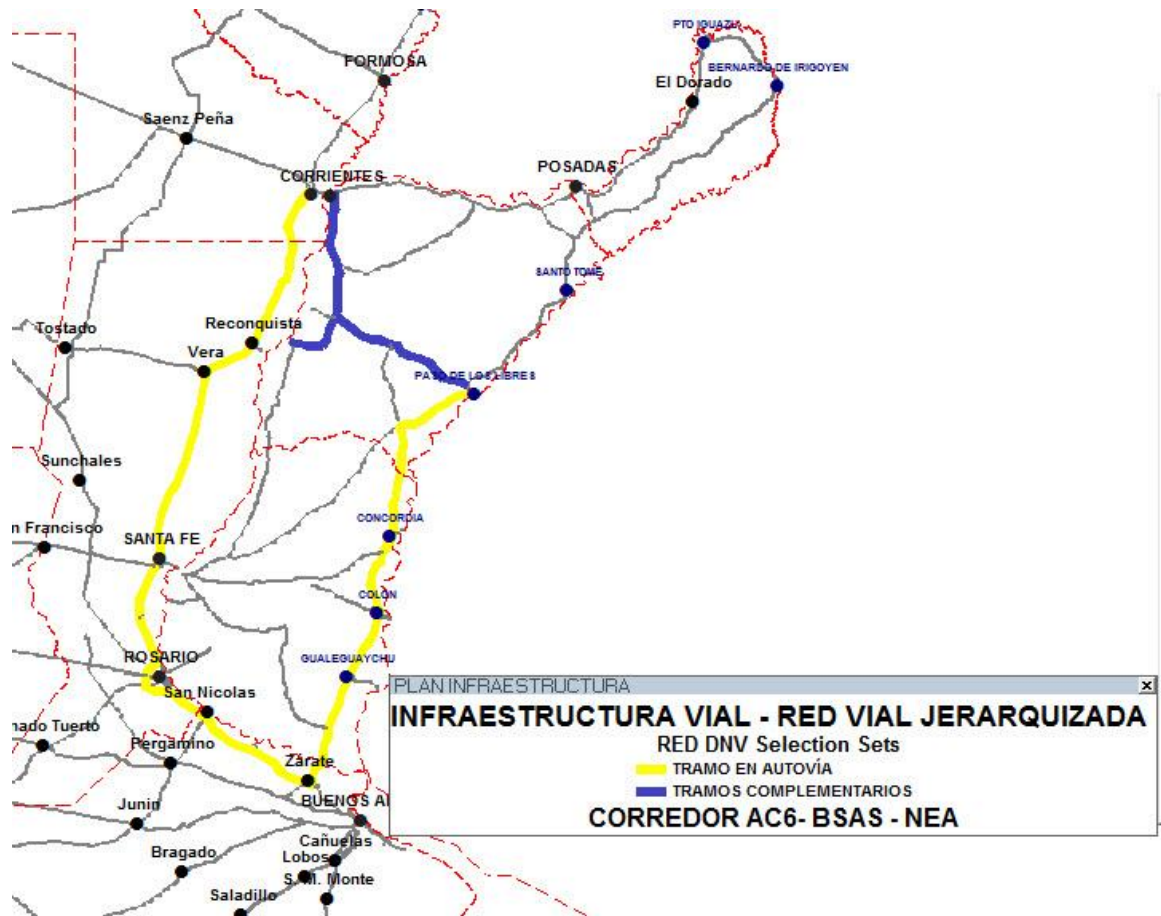 PTO IGUAZU
FORMOSA
BERNARDO DE IRIGOYEN
El Dorado
Saenz Peña
POSADAS
CORRIENTES
SANTO TOME
Reconquista
Tostado
Vera
PASO DE LOS LIBRES
Sunchales
CONCORDIA
n Francisco
SANTA FE
COLON
ROSARIO
GUALEGUAYCHU
San Nicolas
nado Tuerto
Pergamino
Zárate
BUENOS AI
Junin
Cañuelas
Bragado
Lobos
S. M. Monte
Saladillo
PLAN INFRAESTRUCTURA
INFRAESTRUCTURA VIAL - RED VIAL JERARQUIZADA
RED DNV Selection Sets
TRAMO EN AUTOVÍA
TRAMOS COMPLEMENTARIOS
CORREDOR AC6- BSAS - NEA